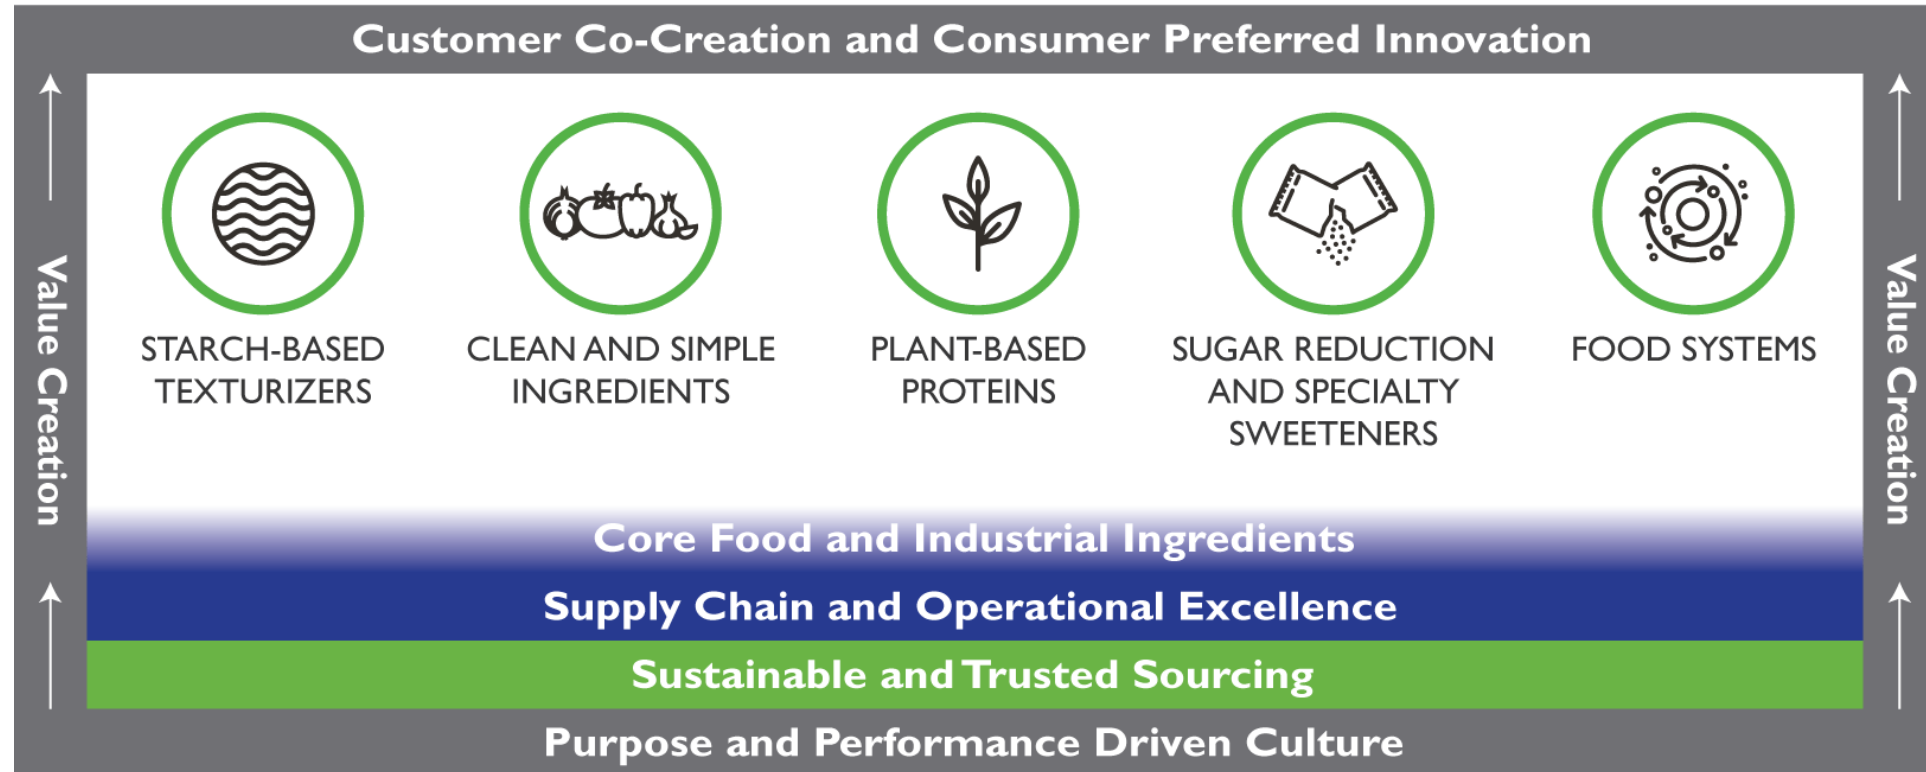 Customer Co-Creation and Consumer Preferred Innovation
Value Creation
Value Creation
STARCH-BASED
TEXTURIZERS
CLEAN AND SIMPLE
INGREDIENTS
PLANT-BASED
PROTEINS
SUGAR REDUCTION
AND SPECIALTY
SWEETENERS
FOOD SYSTEMS
Core Food and Industrial Ingredients
Supply Chain and Operational Excellence
Sustainable and Trusted Sourcing
Purpose and Performance Driven Culture